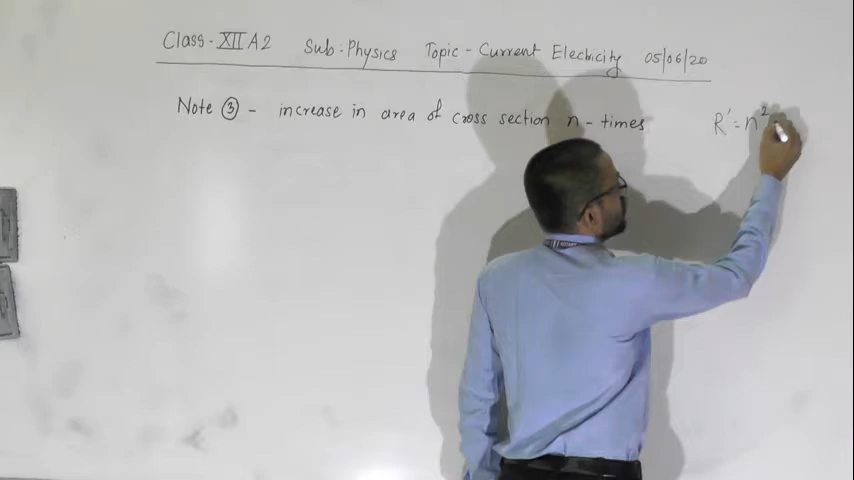 Class - XII A2 Sub - Physics Topic - Current Electricity 05/06/20
Note ③ - increase in area of cross section n - times R' = n²